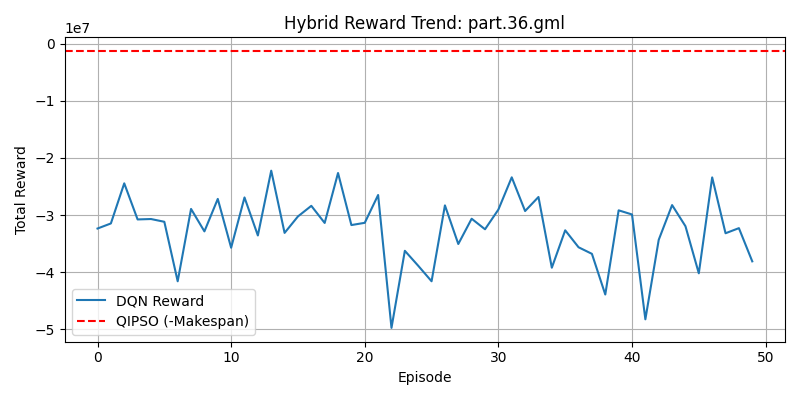 Hybrid Reward Trend: part.36.gml
1e7
0
−1
−2
−3
−4
−5
Total Reward
DQN Reward
QIPSO (-Makespan)
0 10 20 30 40 50
Episode